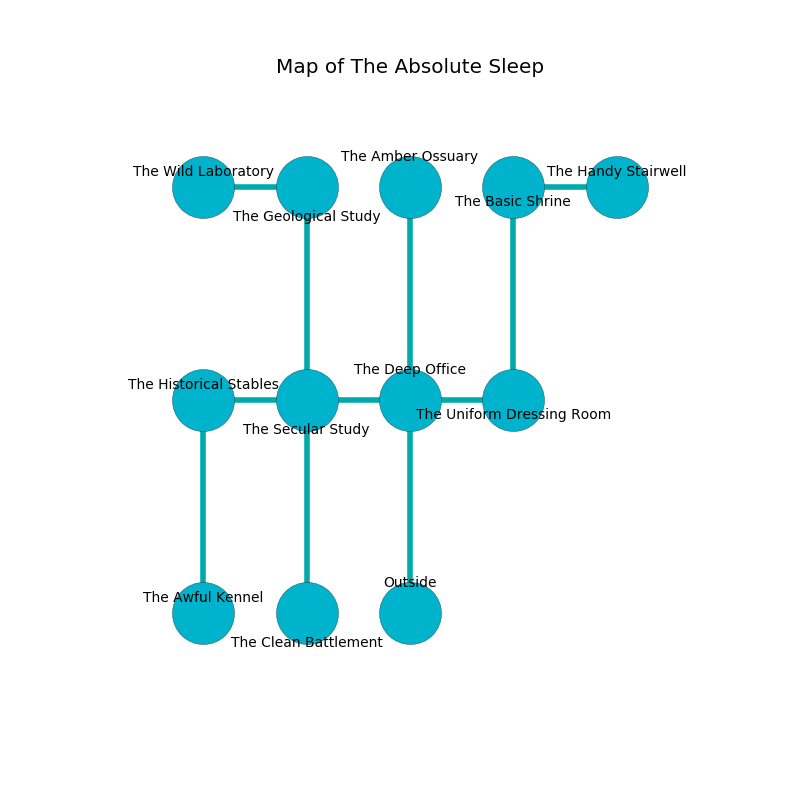 Map of The Absolute Sleep
The Amber Ossuary
The Wild Laboratory
The Handy Stairwell
The Basic Shrine
The Geological Study
The Deep Office
The Historical Stables
The Uniform Dressing Room
The Secular Study
Outside
The Awful Kennel
The Clean Battlement